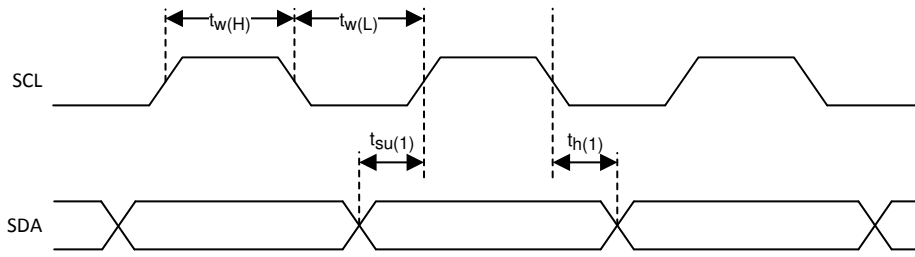 tw(H)
tw(L)
SCL
tsu(1)
th(1)
SDA